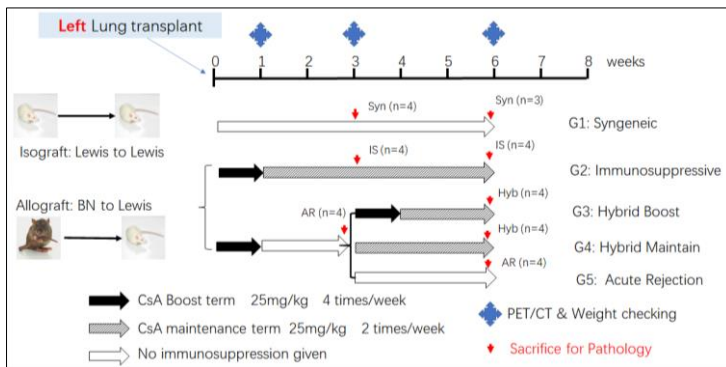 Left Lung transplant
0 1 2 3 4 5 6 7 8 weeks
Syn (n=4)
Syn (n=3)
G1: Syngeneic
Isograft: Lewis to Lewis
IS (n=4)
IS (n=4)
G2: Immunosuppressive
Allograft: BN to Lewis
Hyb (n=4)
G3: Hybrid Boost
AR (n=4)
Hyb (n=4)
G4: Hybrid Maintain
AR (n=4)
G5: Acute Rejection
CsA Boost term 25mg/kg 4 times/week
CsA maintenance term 25mg/kg 2 times/week
No immunosuppression given
PET/CT & Weight checking
Sacrifice for Pathology